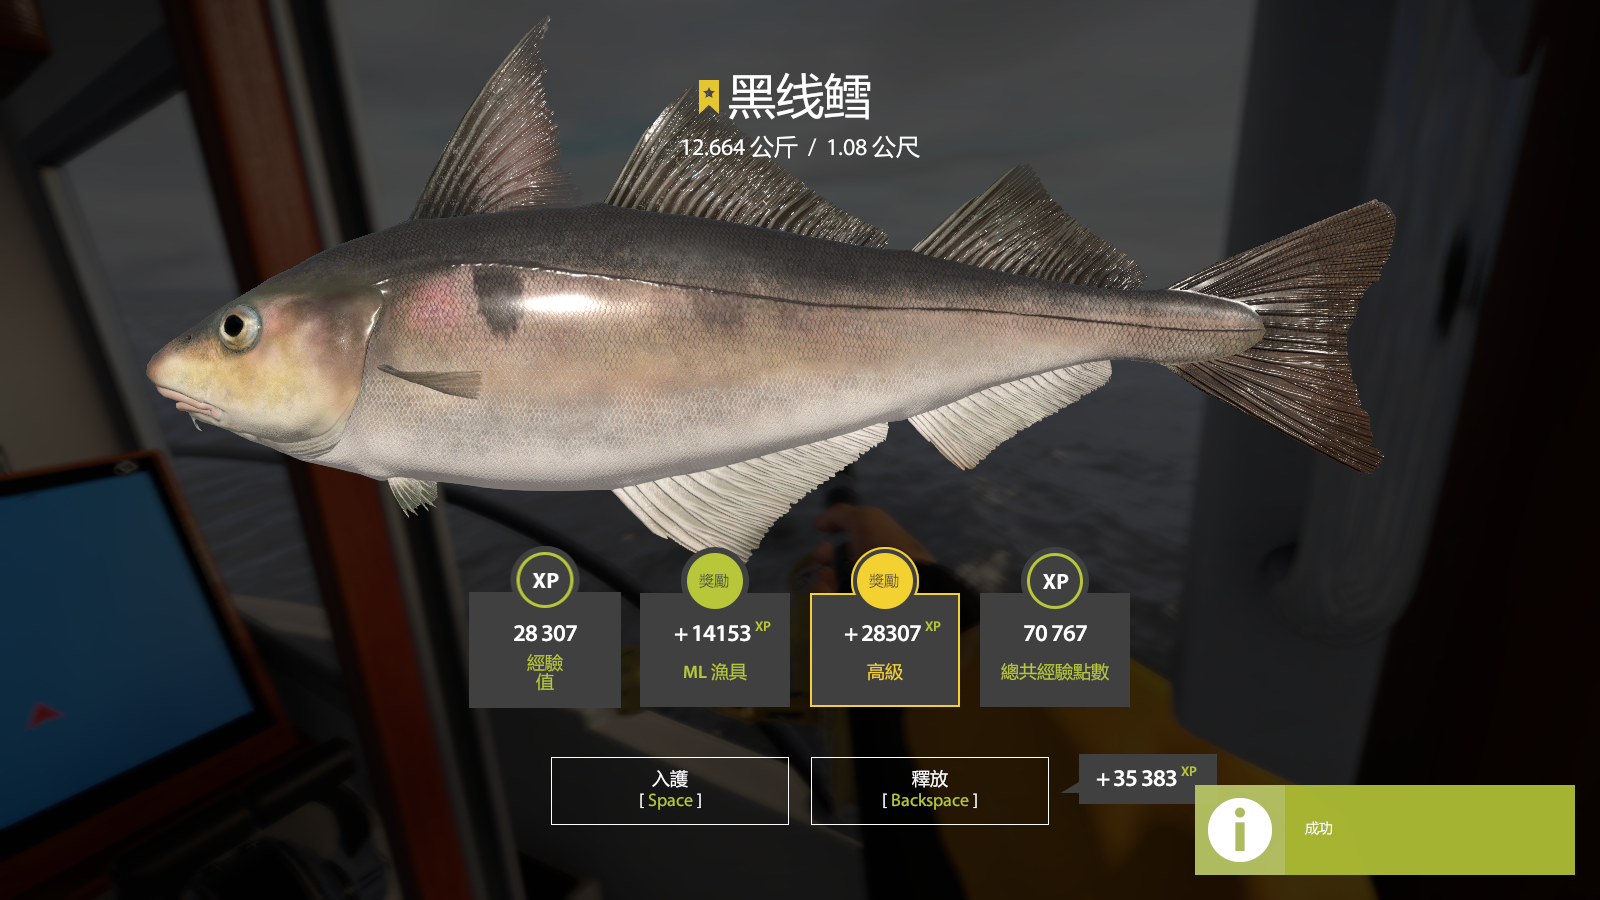 黑线鳕
12.664 公斤 / 1.08 公尺
XP
28 307
經驗
值
獎勵
+14153 XP
ML 漁具
獎勵
+28307 XP
高級
XP
70 767
總共經驗點數
入護
[ Space ]
釋放
[ Backspace ]
+35 383 XP
成功